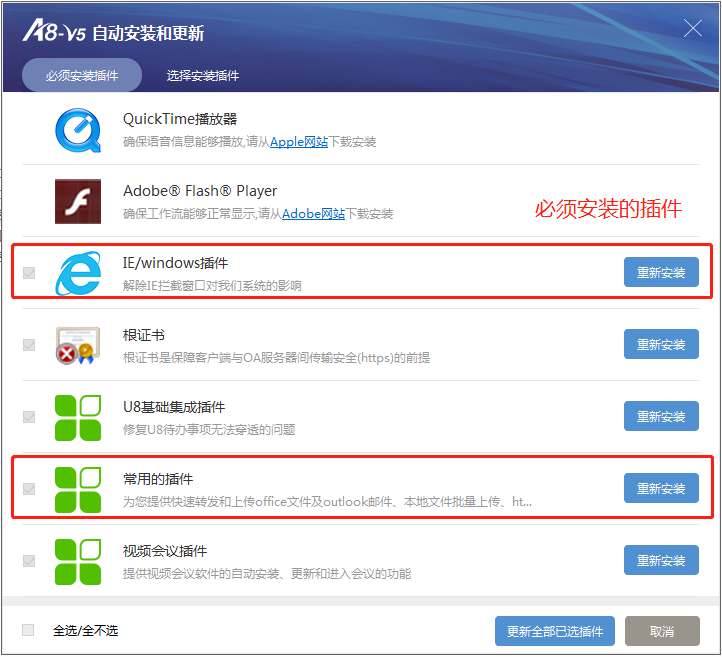 A8-V5 自动安装和更新
必须安装插件 选择安装插件
QuickTime播放器
确保语音信息能够播放,请从Apple网站下载安装
Adobe® Flash® Player
确保工作流能够正常显示,请从Adobe网站下载安装
必须安装的插件
IE/windows插件
解除IE拦截窗口对我们系统的影响
重新安装
根证书
根证书是保障客户端与OA服务器间传输安全(https)的前提
重新安装
U8基础集成插件
修复U8待办事项无法穿透的问题
重新安装
常用的插件
为您提供快速转发和上传office文件及outlook邮件、本地文件批量上传、ht...
重新安装
视频会议插件
提供视频会议软件的自动安装、更新和进入会议的功能
重新安装
全选/全不选 更新全部已选插件 取消